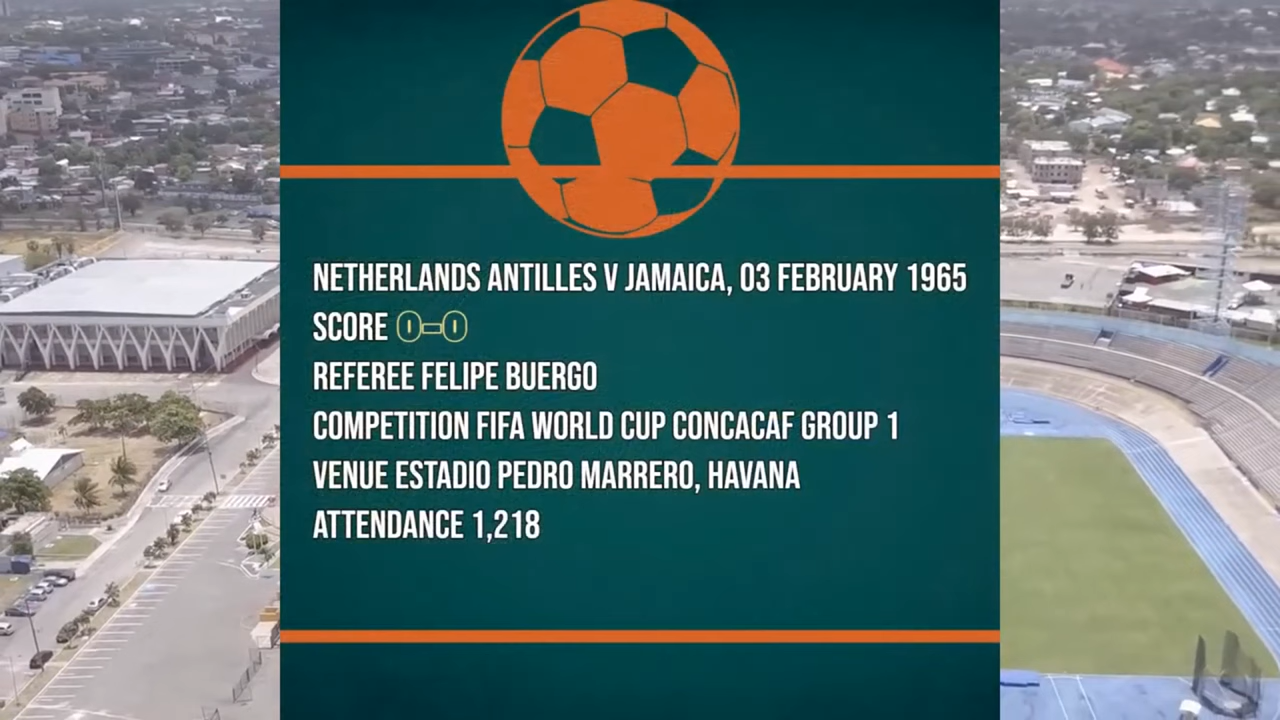 NETHERLANDS ANTILLES V JAMAICA, 03 FEBRUARY 1965
SCORE 0–0
REFEREE FELIPE BUERGO
COMPETITION FIFA WORLD CUP CONCACAF GROUP 1
VENUE ESTADIO PEDRO MARRERO, HAVANA
ATTENDANCE 1,218